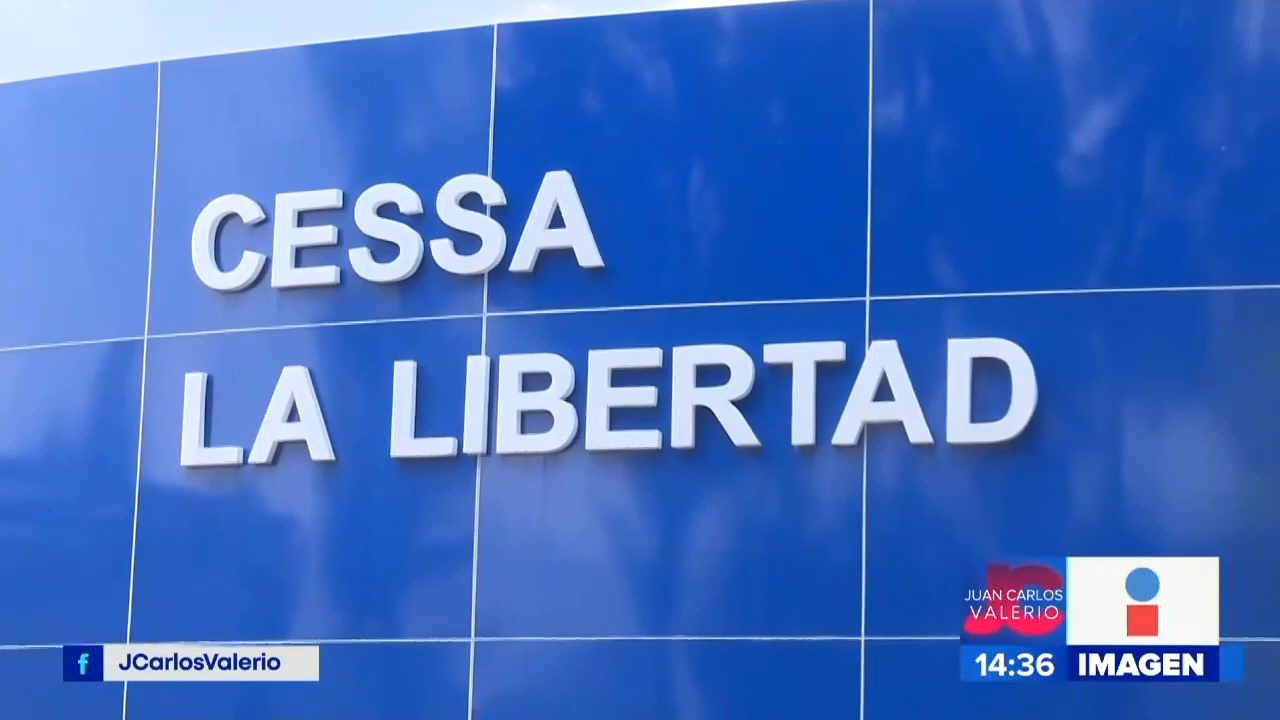 CESSA
LA LIBERTAD
JUAN CARLOS
VALERIO
f JCarlosValerio
14:36 IMAGEN